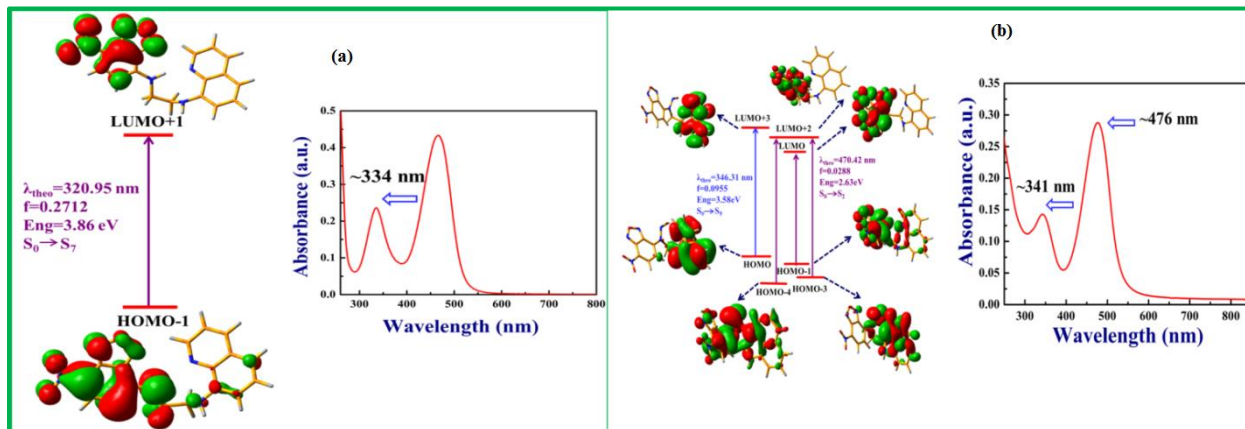 (a)
LUMO+1
λtheo=320.95 nm
f=0.2712
Eng=3.86 eV
S0→S7
HOMO-1
Absorbance (a.u.)
0.5
0.4
0.3
0.2
0.1
0.0
~334 nm
300 400 500 600 700 800
Wavelength (nm)
(b)
LUMO+3
LUMO+2
LUMO
λtheo=346.31 nm
f=0.0955
Eng=3.58eV
S0→S9
λtheo=470.42 nm
f=0.0288
Eng=2.63eV
S0→S2
HOMO
HOMO-1
HOMO-4
HOMO-3
Absorbance (a.u.)
0.35
0.30
0.25
0.20
0.15
0.10
0.05
0.00
~476 nm
~341 nm
300 400 500 600 700 800
Wavelength (nm)